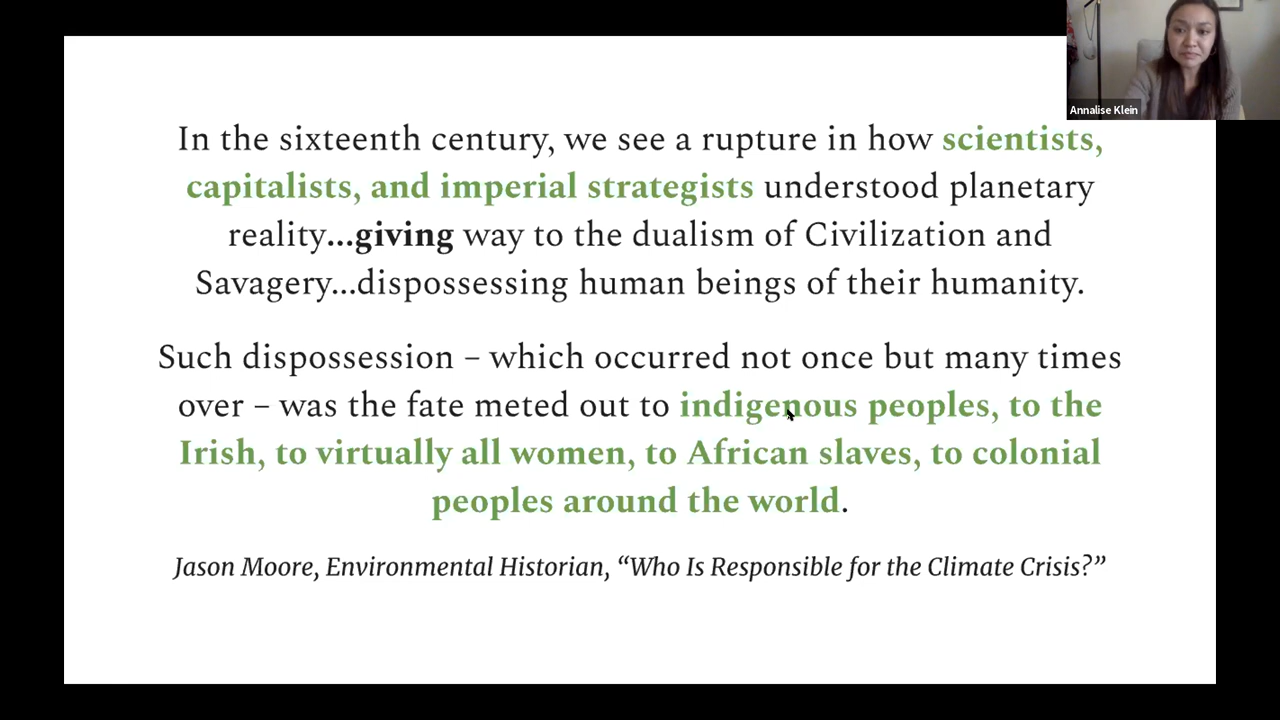 In the sixteenth century, we see a rupture in how scientists,
capitalists, and imperial strategists understood planetary
reality...giving way to the dualism of Civilization and
Savagery...dispossessing human beings of their humanity.
Such dispossession – which occurred not once but many times
over – was the fate meted out to indigenous peoples, to the
Irish, to virtually all women, to African slaves, to colonial
peoples around the world.
Jason Moore, Environmental Historian, “Who Is Responsible for the Climate Crisis?”
Annalise Klein